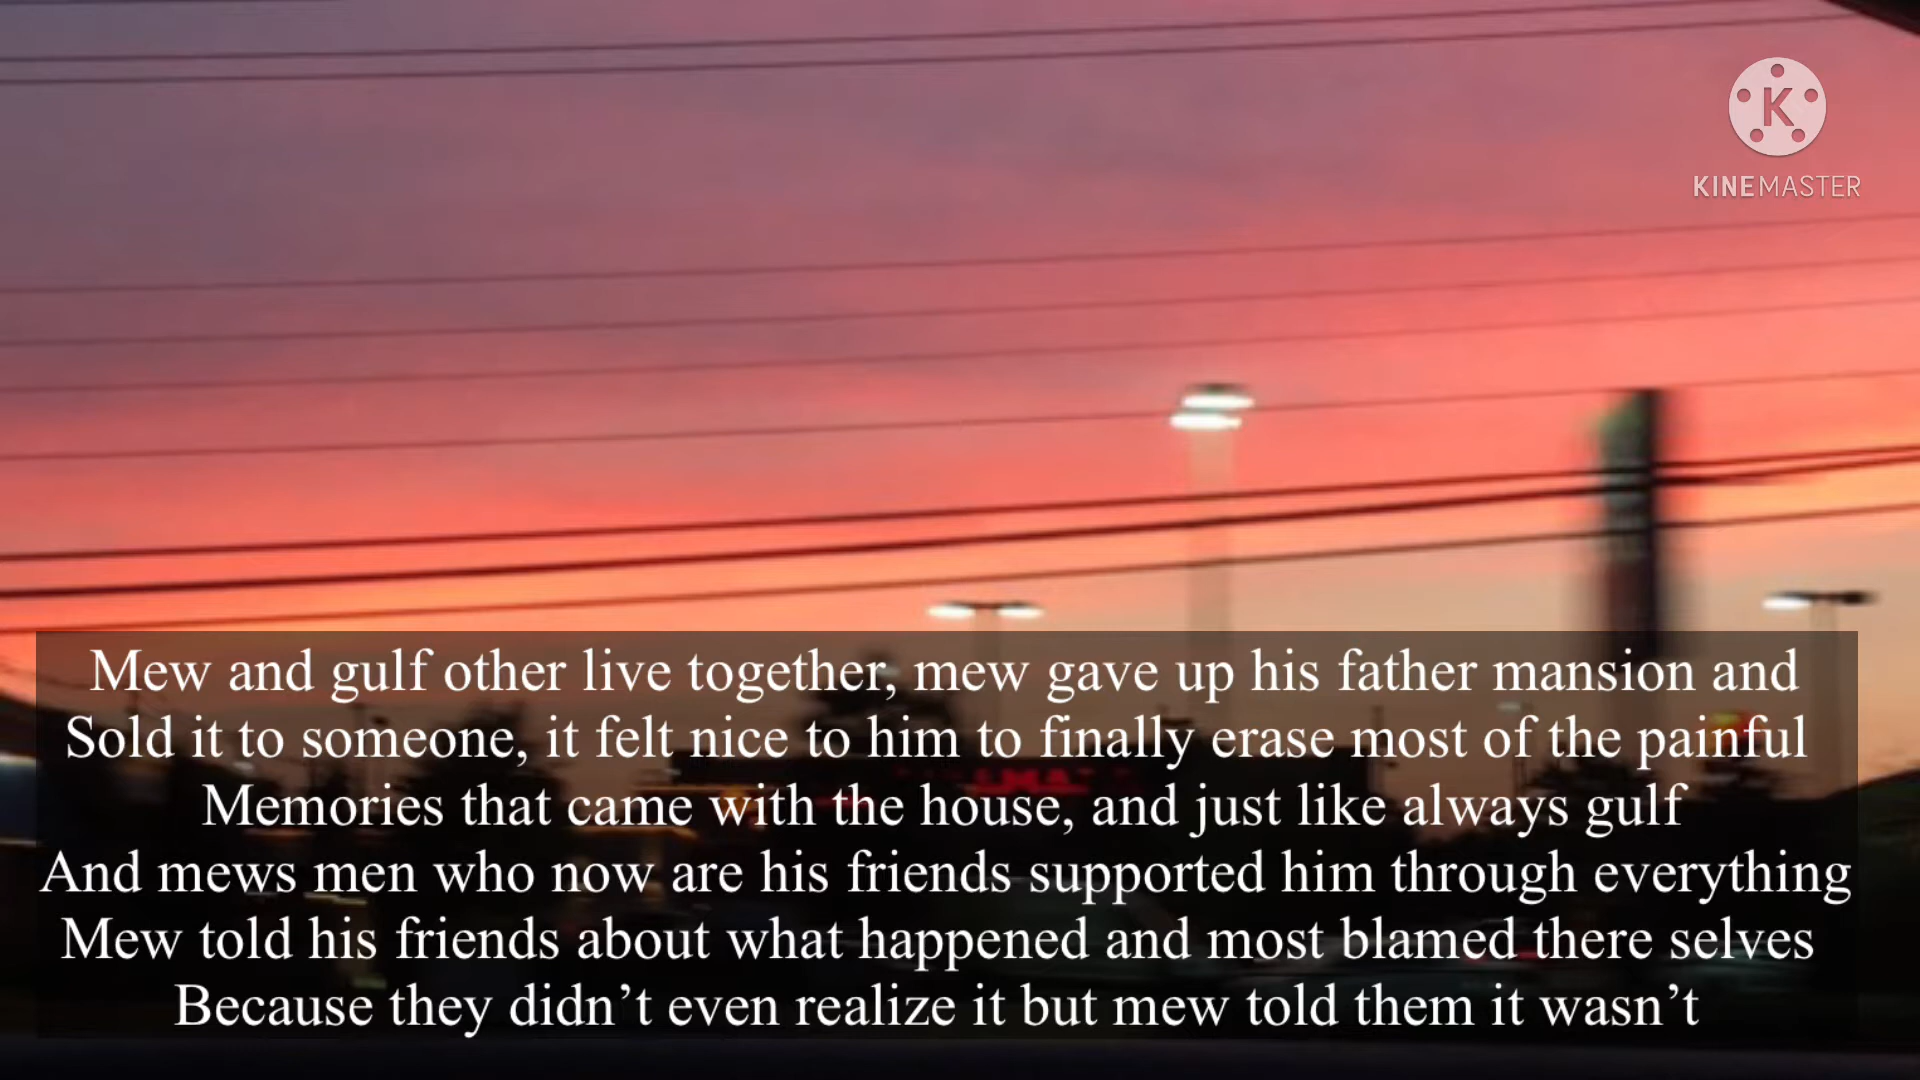 K
KINEMASTER
Mew and gulf other live together, mew gave up his father mansion and
Sold it to someone, it felt nice to him to finally erase most of the painful
Memories that came with the house, and just like always gulf
And mews men who now are his friends supported him through everything
Mew told his friends about what happened and most blamed there selves
Because they didn’t even realize it but mew told them it wasn’t